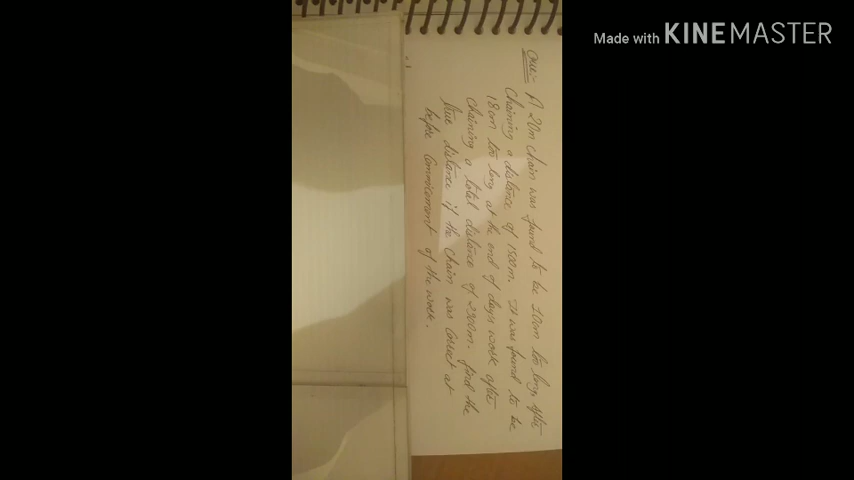 Made with KINEMASTER
Que:- A 20m chain was found to be 10cm too long after
Chaining a distance of 1500m. It was found to be
18cm too long at the end of days work after
Chaining a total distance of 2900m. find the
true distance if the chain was correct at
before commencement of the work.